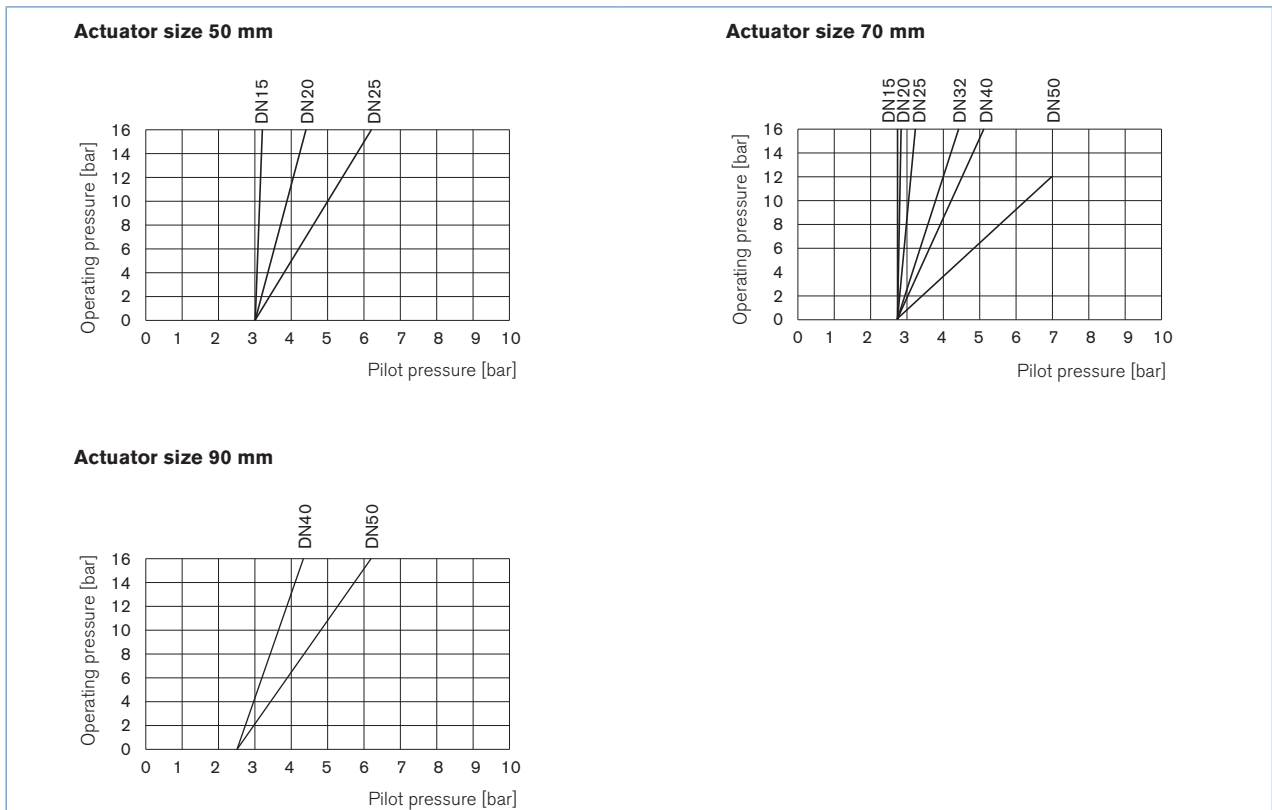 Actuator size 50 mm
DN15
DN20
DN25
Operating pressure [bar]
16
14
12
10
8
6
4
2
0
0 1 2 3 4 5 6 7 8 9 10
Pilot pressure [bar]
Actuator size 70 mm
DN15
DN20
DN25
DN32
DN40
DN50
Operating pressure [bar]
16
14
12
10
8
6
4
2
0
0 1 2 3 4 5 6 7 8 9 10
Pilot pressure [bar]
Actuator size 90 mm
DN40
DN50
Operating pressure [bar]
16
14
12
10
8
6
4
2
0
0 1 2 3 4 5 6 7 8 9 10
Pilot pressure [bar]